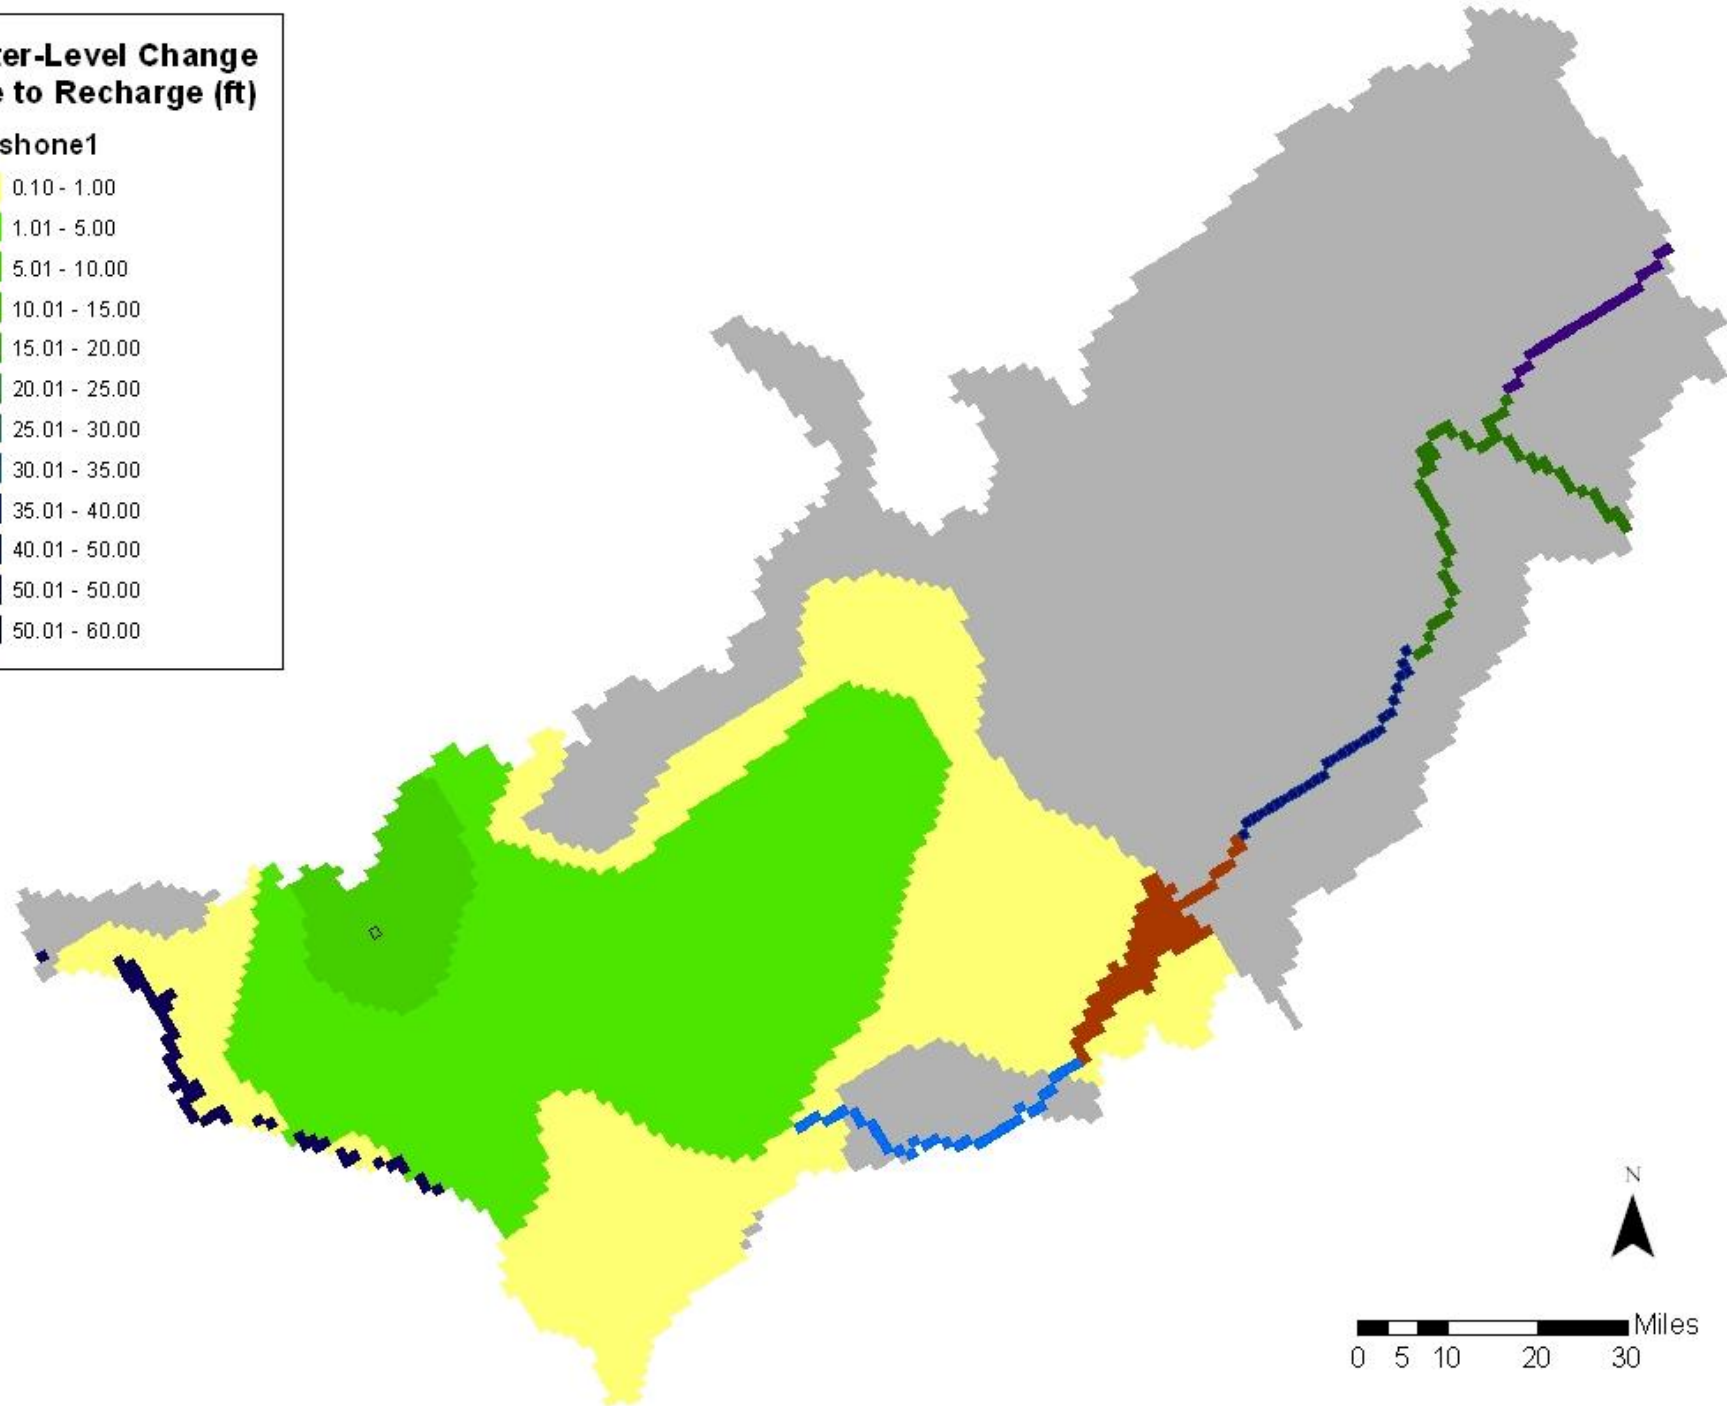 ter-Level Change
e to Recharge (ft)
shone1
0.10 - 1.00
1.01 - 5.00
5.01 - 10.00
10.01 - 15.00
15.01 - 20.00
20.01 - 25.00
25.01 - 30.00
30.01 - 35.00
35.01 - 40.00
40.01 - 50.00
50.01 - 50.00
50.01 - 60.00
N
Miles
0 5 10 20 30